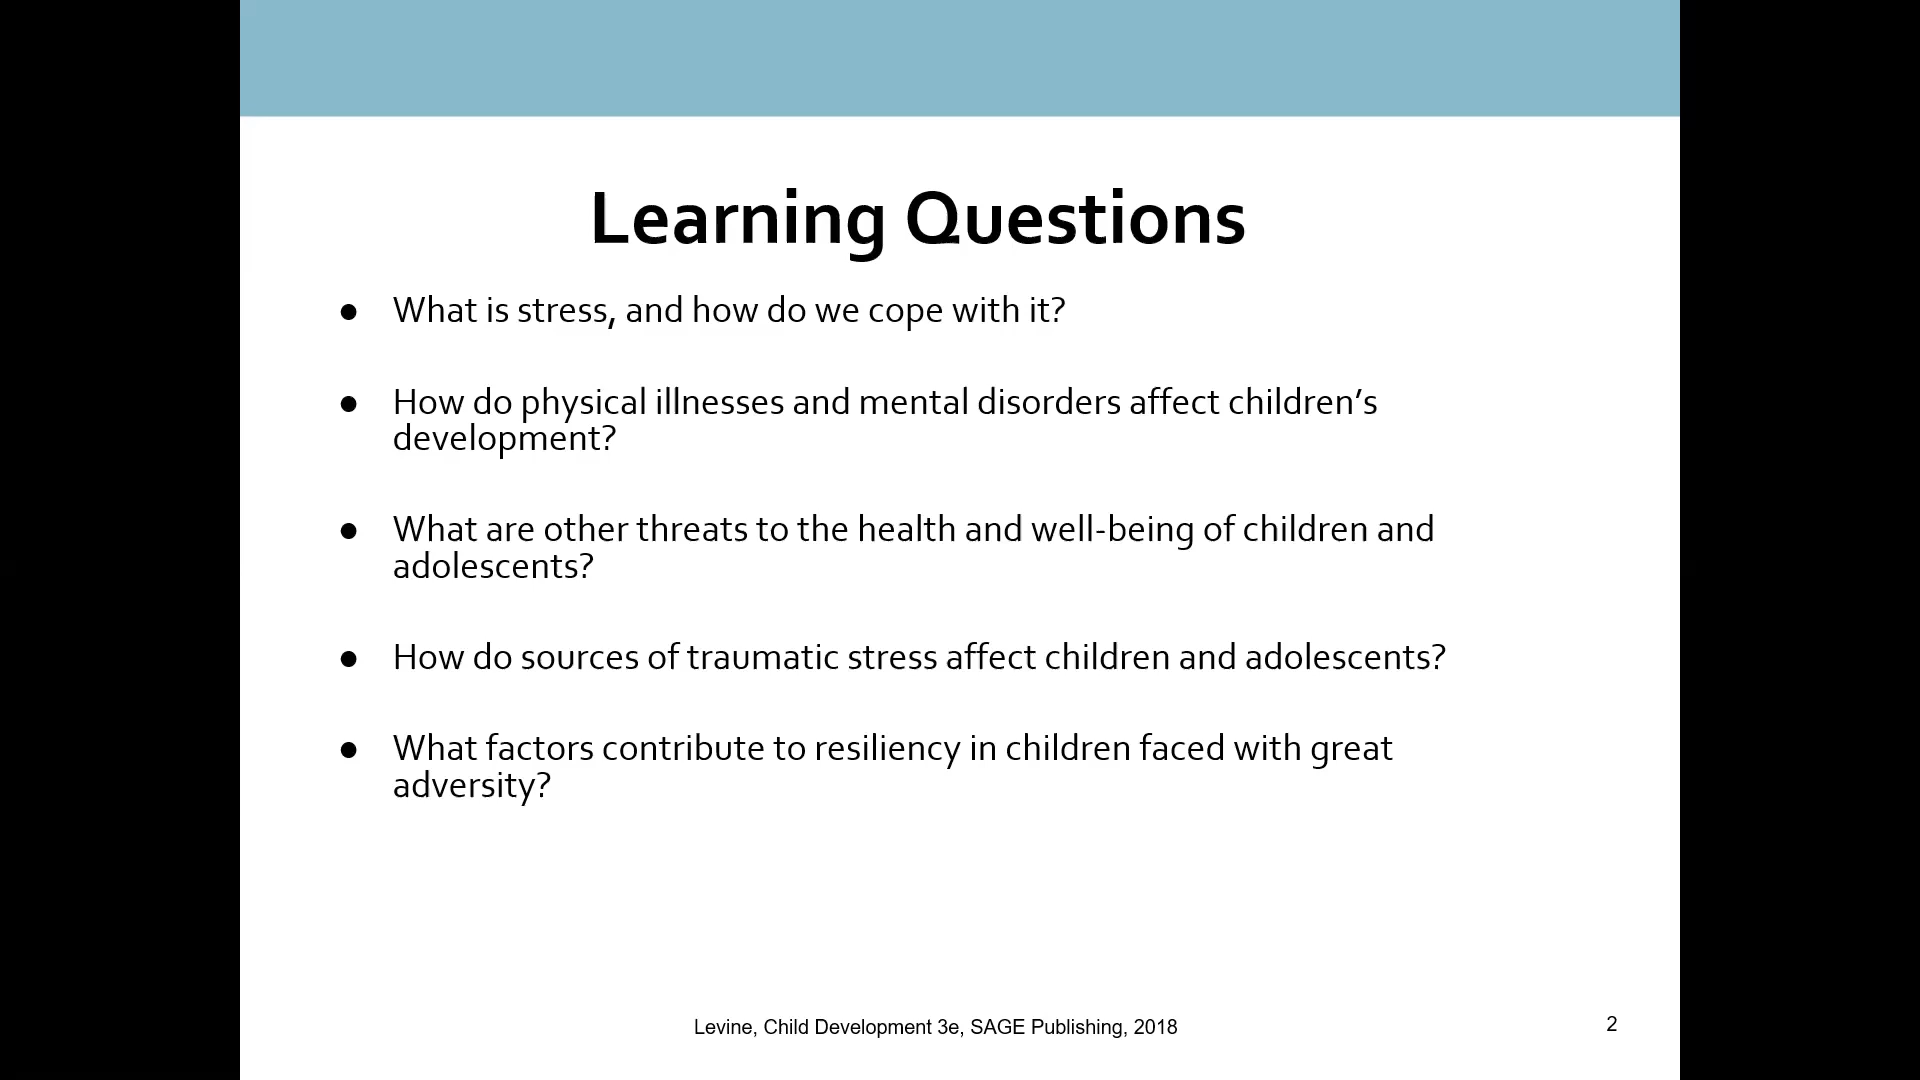 Learning Questions
● What is stress, and how do we cope with it?
● How do physical illnesses and mental disorders affect children’s
development?
● What are other threats to the health and well-being of children and
adolescents?
● How do sources of traumatic stress affect children and adolescents?
● What factors contribute to resiliency in children faced with great
adversity?
Levine, Child Development 3e, SAGE Publishing, 2018
2